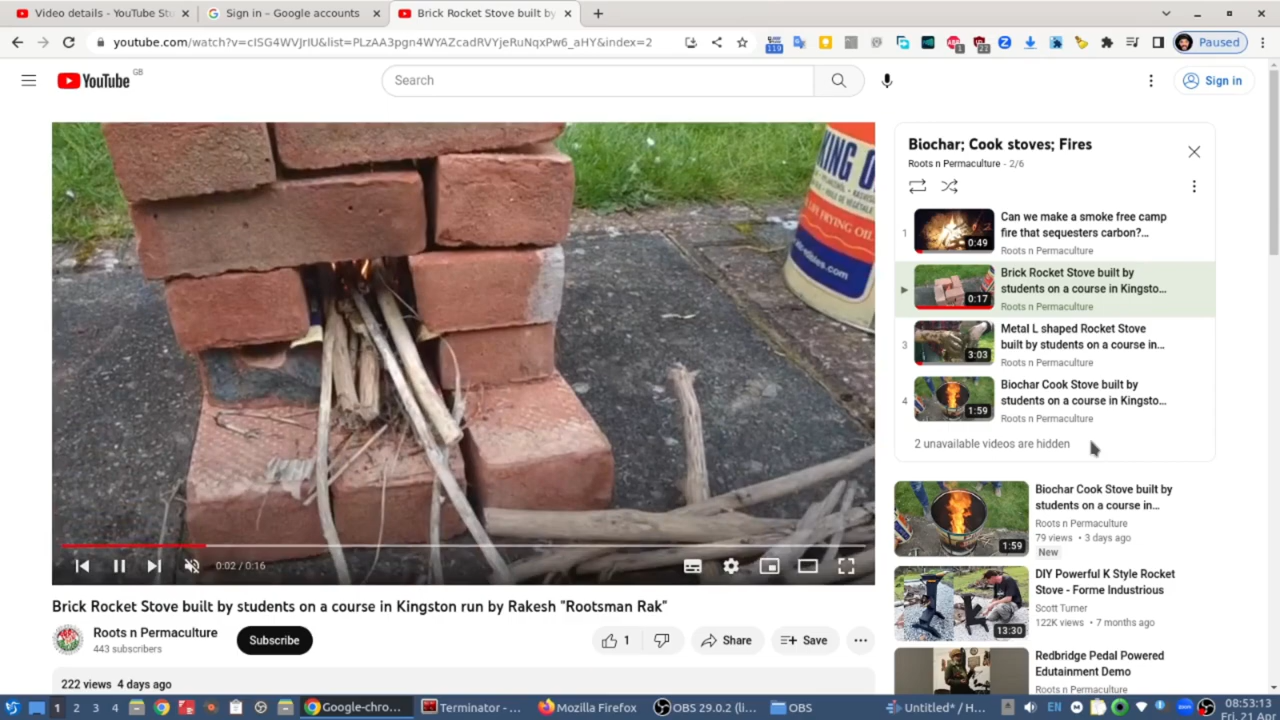 Video details - YouTube St
Sign in – Google accounts
Brick Rocket Stove built by
youtube.com/watch?v=cISG4WVJrIU&list=PLzAA3pgn4WYAZcadRVYjeRuNqxPw6_aHY&index=2
119
1
22
Paused
YouTube GB
Search
Sign in
KING O
LIFE FRYING OIL
edibles.com
0:02 / 0:16
Brick Rocket Stove built by students on a course in Kingston run by Rakesh "Rootsman Rak"
Roots n Permaculture
443 subscribers
Subscribe
1
Share
Save
222 views 4 days ago
Biochar; Cook stoves; Fires
Roots n Permaculture - 2/6
1
0:49
Can we make a smoke free camp
fire that sequesters carbon?...
Roots n Permaculture
0:17
Brick Rocket Stove built by
students on a course in Kingsto...
Roots n Permaculture
3
3:03
Metal L shaped Rocket Stove
built by students on a course in...
Roots n Permaculture
4
1:59
Biochar Cook Stove built by
students on a course in Kingsto...
Roots n Permaculture
2 unavailable videos are hidden
1:59
Biochar Cook Stove built by
students on a course in...
Roots n Permaculture
79 views • 3 days ago
New
13:30
DIY Powerful K Style Rocket
Stove - Forme Industrious
Scott Turner
122K views • 7 months ago
Redbridge Pedal Powered
Edutainment Demo
Roots n Permaculture
1 2 3 4
Google-chro...
Terminator - ...
Mozilla Firefox
OBS 29.0.2 (li...
OBS
Untitled* / H...
EN
08:53:13
Fri, 21 Apr